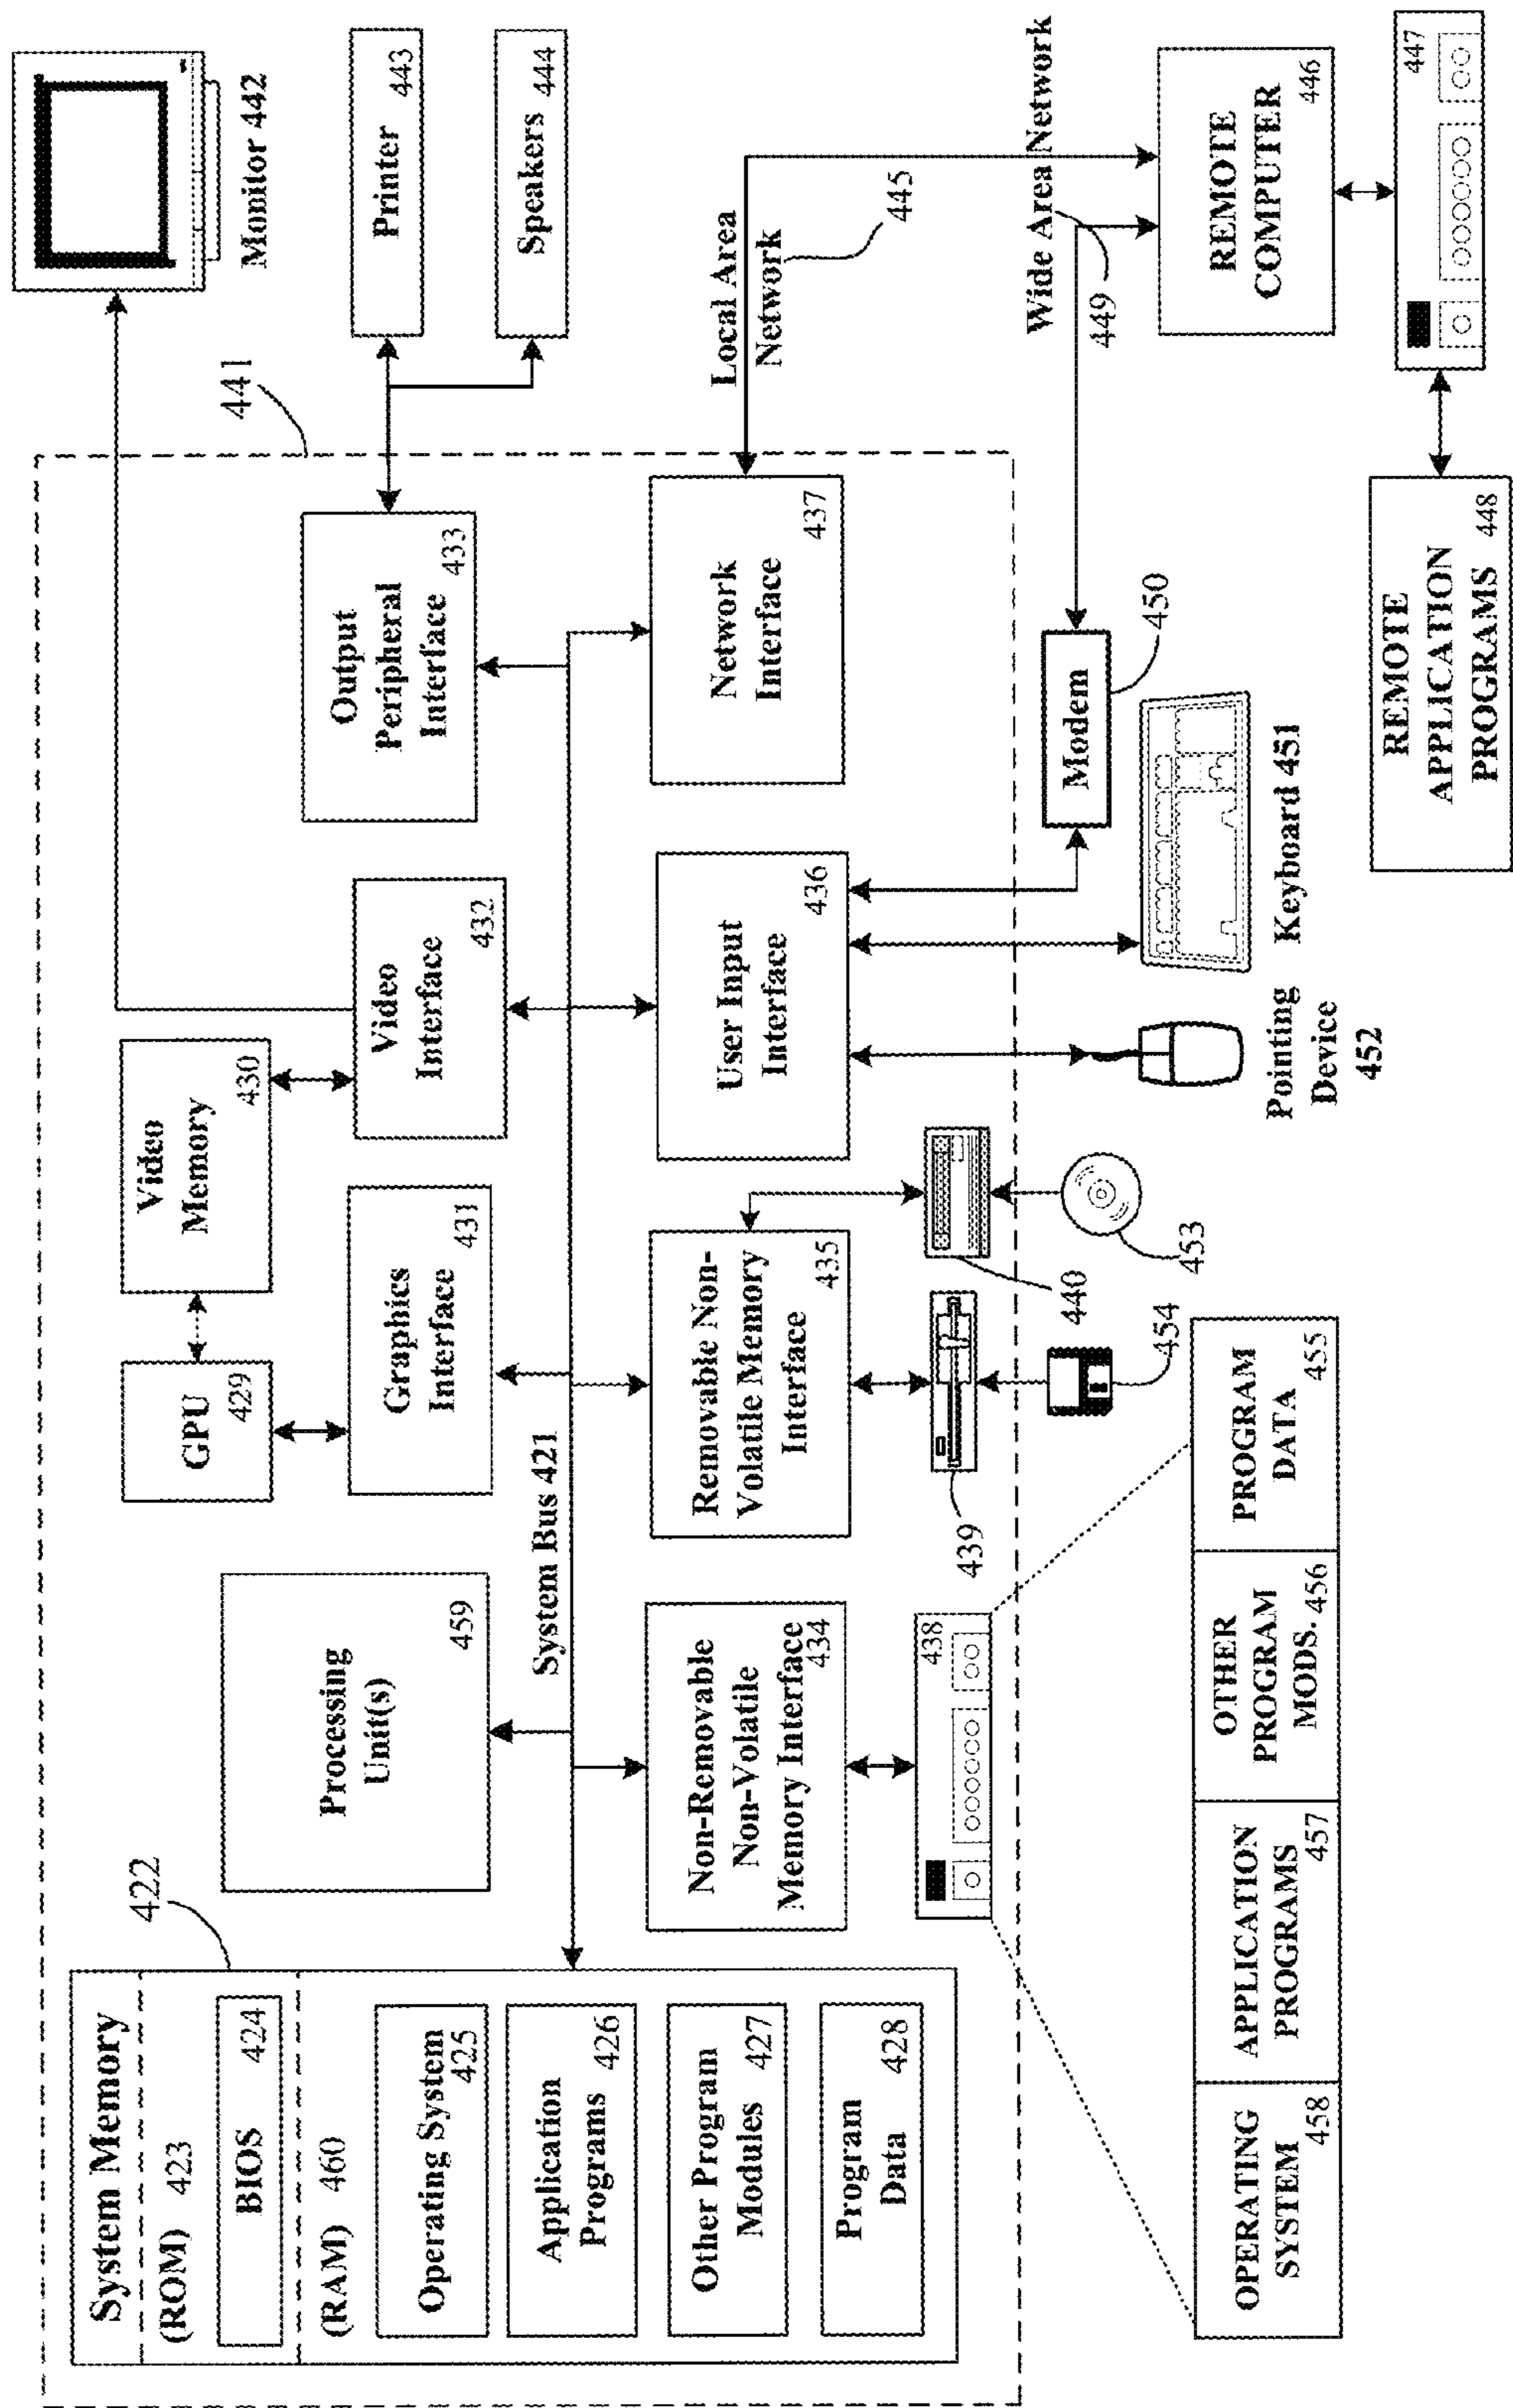 441
System Memory
(ROM) 423
BIOS 424
(RAM) 460
Operating System
425
Application
Programs 426
Other Program
Modules 427
Program
Data 428
422
Processing
Unit(s)
459
GPU
429
Video
Memory
430
Graphics
Interface
431
Video
Interface
432
Output
Peripheral
Interface
433
System Bus 421
Non-Removable
Non-Volatile
Memory Interface
434
Removable Non-
Volatile Memory
Interface
435
User Input
Interface
436
Network
Interface
437
438
439
440
Monitor 442
Printer
443
Speakers
444
Local Area
Network
445
Wide Area Network
449
Modem
450
454
453
Pointing
Device
452
Keyboard 451
REMOTE
COMPUTER
446
447
OPERATING
SYSTEM
458
APPLICATION
PROGRAMS
457
OTHER
PROGRAM
MODS. 456
PROGRAM
DATA
455
REMOTE
APPLICATION
PROGRAMS 448